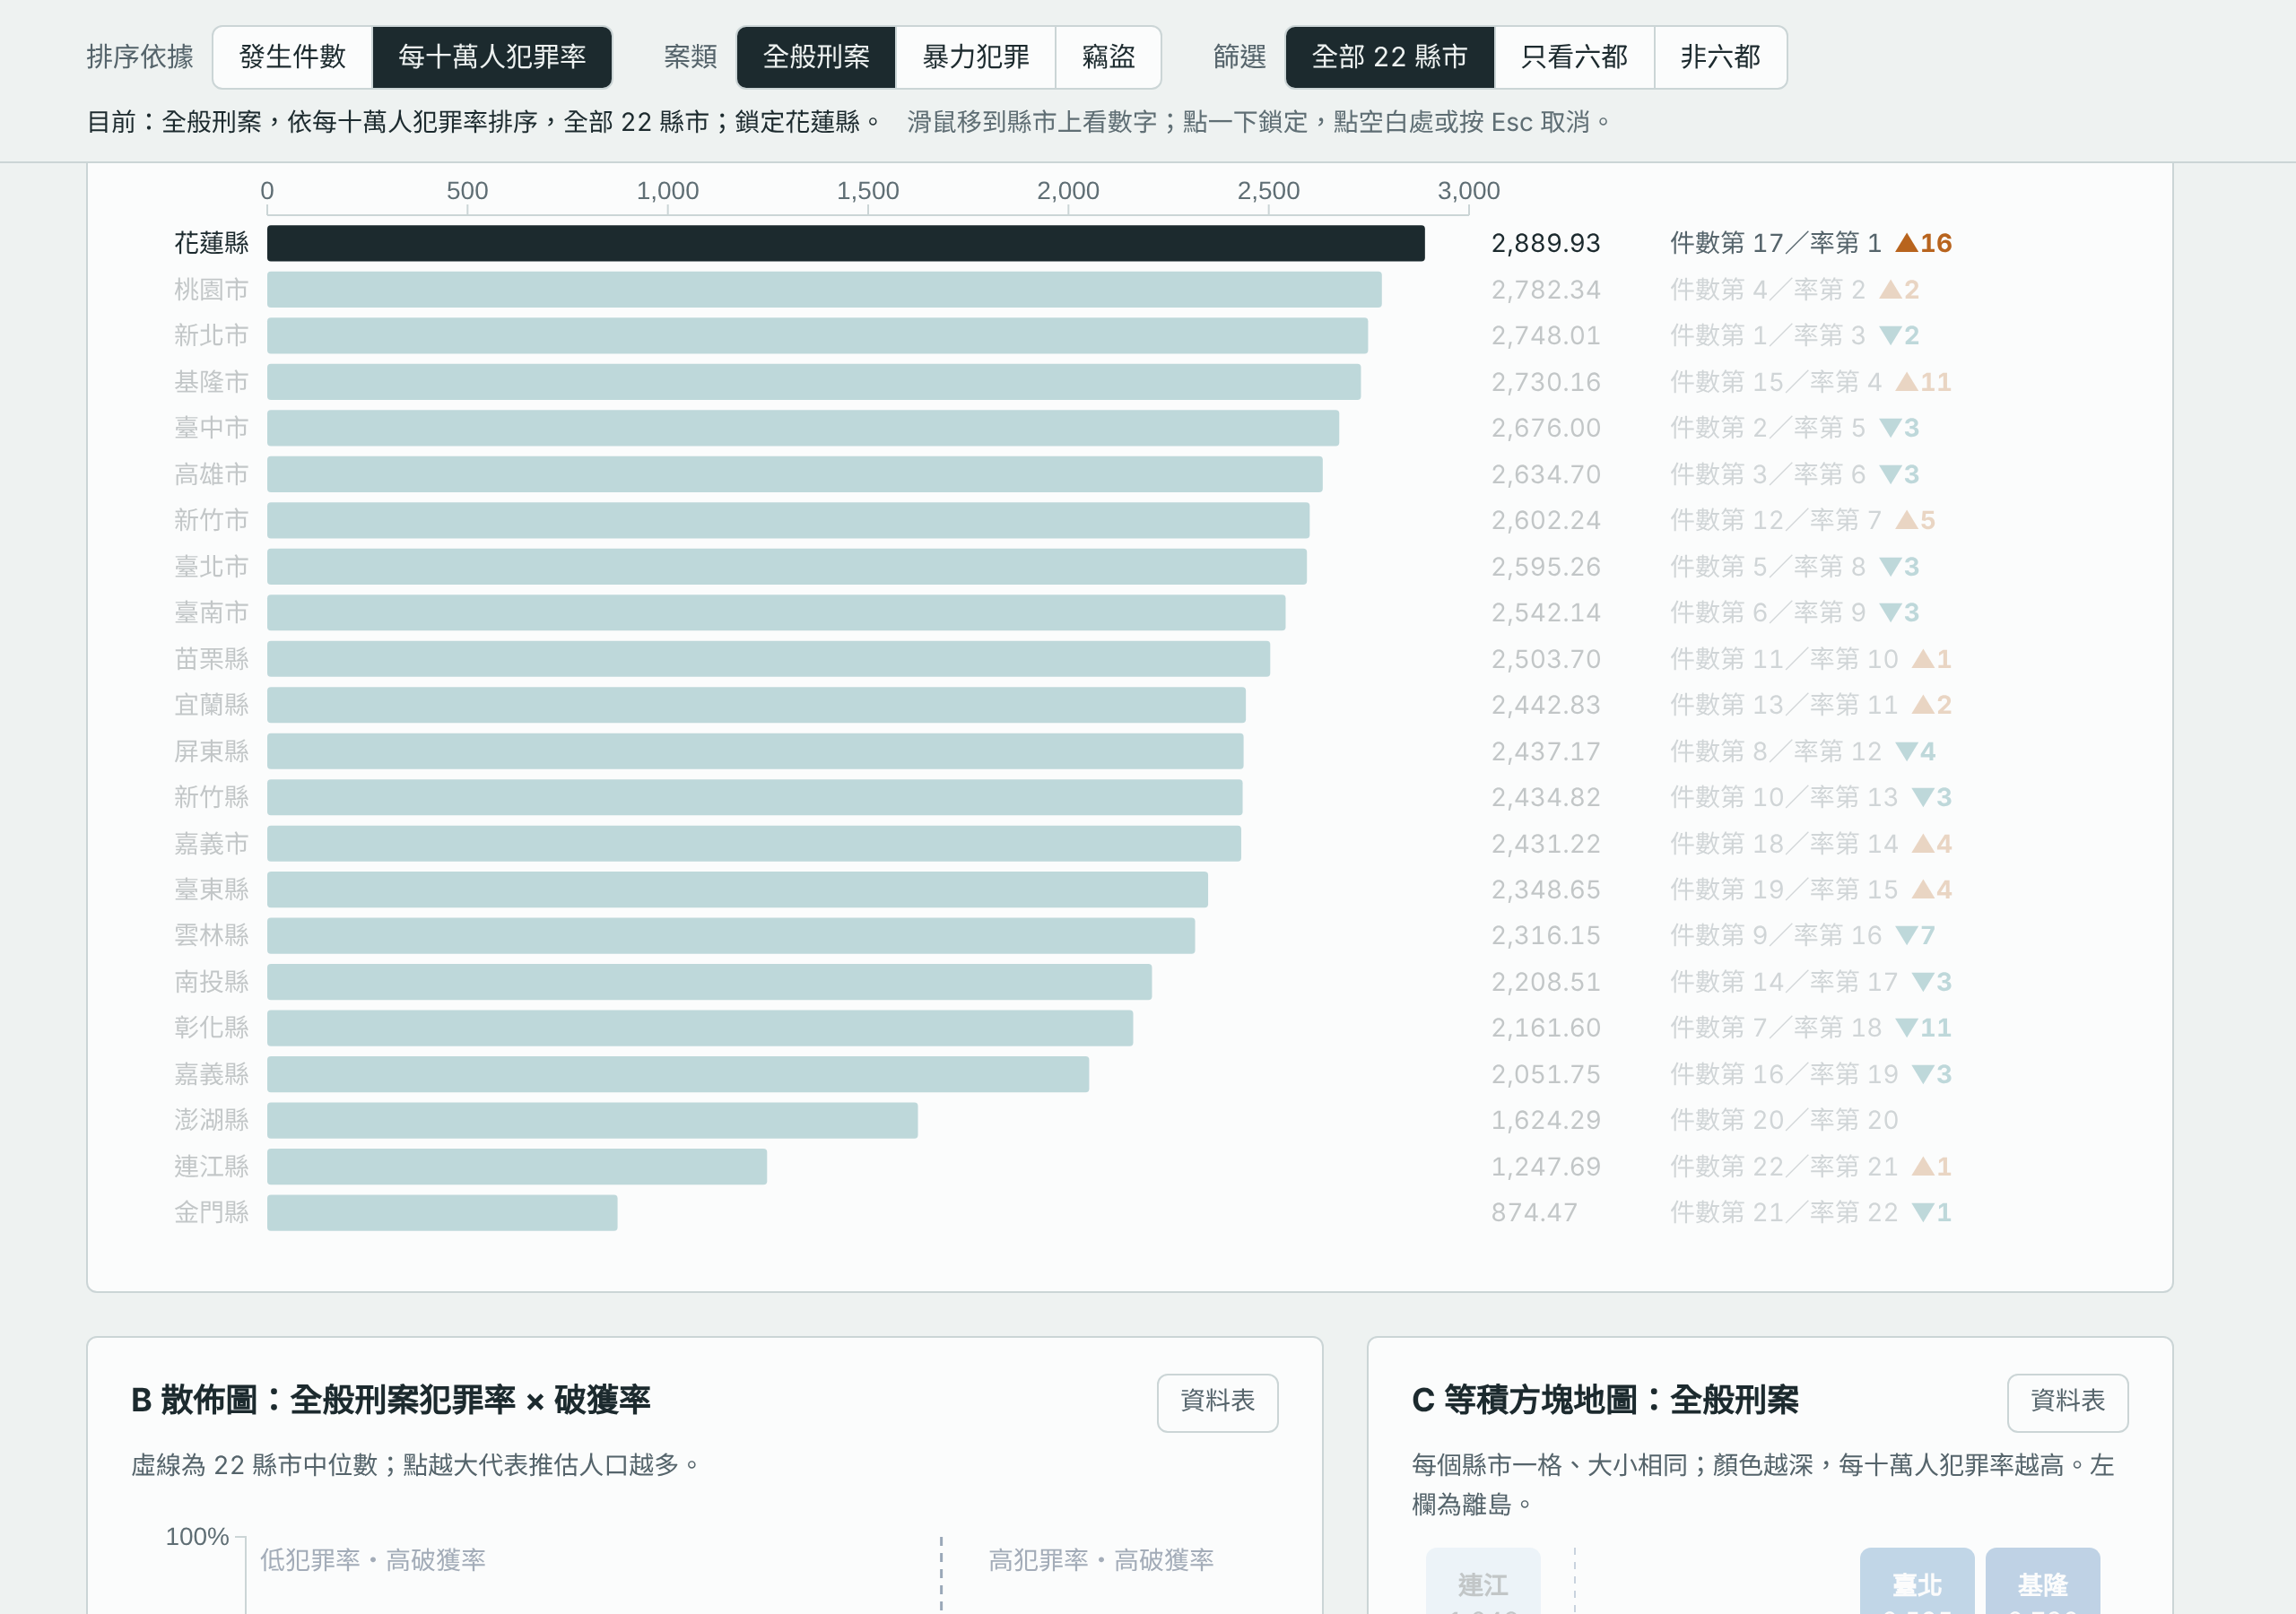 排序依據 發生件數 每十萬人犯罪率 案類 全般刑案 暴力犯罪 竊盜 篩選 全部 22 縣市 只看六都 非六都
目前：全般刑案，依每十萬人犯罪率排序，全部 22 縣市；鎖定花蓮縣。 滑鼠移到縣市上看數字；點一下鎖定，點空白處或按 Esc 取消。
0 500 1,000 1,500 2,000 2,500 3,000
花蓮縣 2,889.93 件數第 17／率第 1 ▲16
桃園市 2,782.34 件數第 4／率第 2 ▲2
新北市 2,748.01 件數第 1／率第 3 ▼2
基隆市 2,730.16 件數第 15／率第 4 ▲11
臺中市 2,676.00 件數第 2／率第 5 ▼3
高雄市 2,634.70 件數第 3／率第 6 ▼3
新竹市 2,602.24 件數第 12／率第 7 ▲5
臺北市 2,595.26 件數第 5／率第 8 ▼3
臺南市 2,542.14 件數第 6／率第 9 ▼3
苗栗縣 2,503.70 件數第 11／率第 10 ▲1
宜蘭縣 2,442.83 件數第 13／率第 11 ▲2
屏東縣 2,437.17 件數第 8／率第 12 ▼4
新竹縣 2,434.82 件數第 10／率第 13 ▼3
嘉義市 2,431.22 件數第 18／率第 14 ▲4
臺東縣 2,348.65 件數第 19／率第 15 ▲4
雲林縣 2,316.15 件數第 9／率第 16 ▼7
南投縣 2,208.51 件數第 14／率第 17 ▼3
彰化縣 2,161.60 件數第 7／率第 18 ▼11
嘉義縣 2,051.75 件數第 16／率第 19 ▼3
澎湖縣 1,624.29 件數第 20／率第 20
連江縣 1,247.69 件數第 22／率第 21 ▲1
金門縣 874.47 件數第 21／率第 22 ▼1
B 散佈圖：全般刑案犯罪率 × 破獲率 資料表
虛線為 22 縣市中位數；點越大代表推估人口越多。
100%
低犯罪率・高破獲率 高犯罪率・高破獲率
C 等積方塊地圖：全般刑案 資料表
每個縣市一格、大小相同；顏色越深，每十萬人犯罪率越高。左
欄為離島。
連江 臺北 基隆